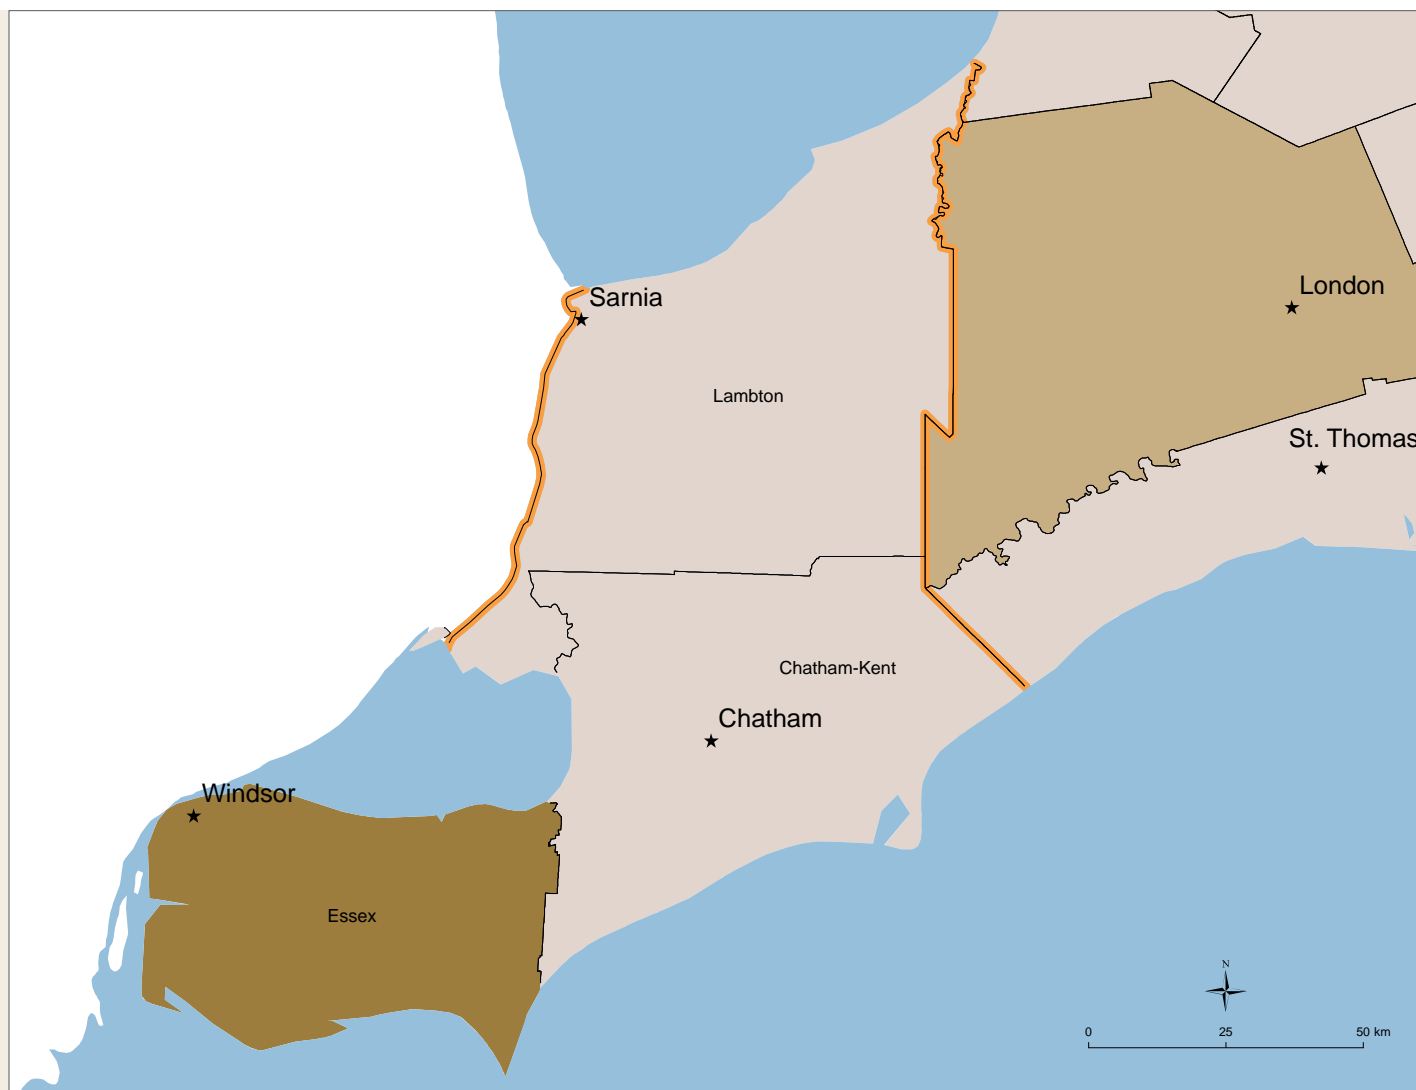 London
Sarnia
Lambton
St. Thomas
Chatham-Kent
Chatham
Windsor
Essex
N
0 25 50 km